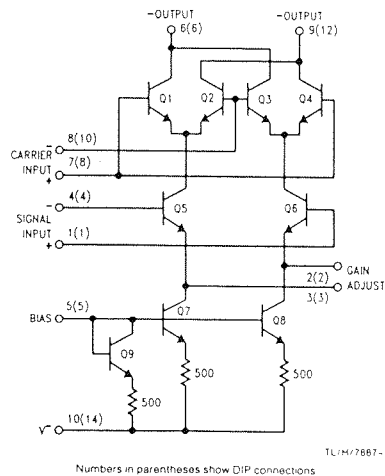 -OUTPUT
6(6)
-OUTPUT
9(12)
Q1
Q2
Q3
Q4
8(10)
-
CARRIER
INPUT
7(8)
+
4(4)
-
SIGNAL
INPUT
1(1)
+
Q5
Q6
GAIN
ADJUST
2(2)
3(3)
BIAS
5(5)
Q7
Q8
Q9
500
500
500
10(14)
V-
TL/H/7887-
Numbers in parentheses show DIP connections